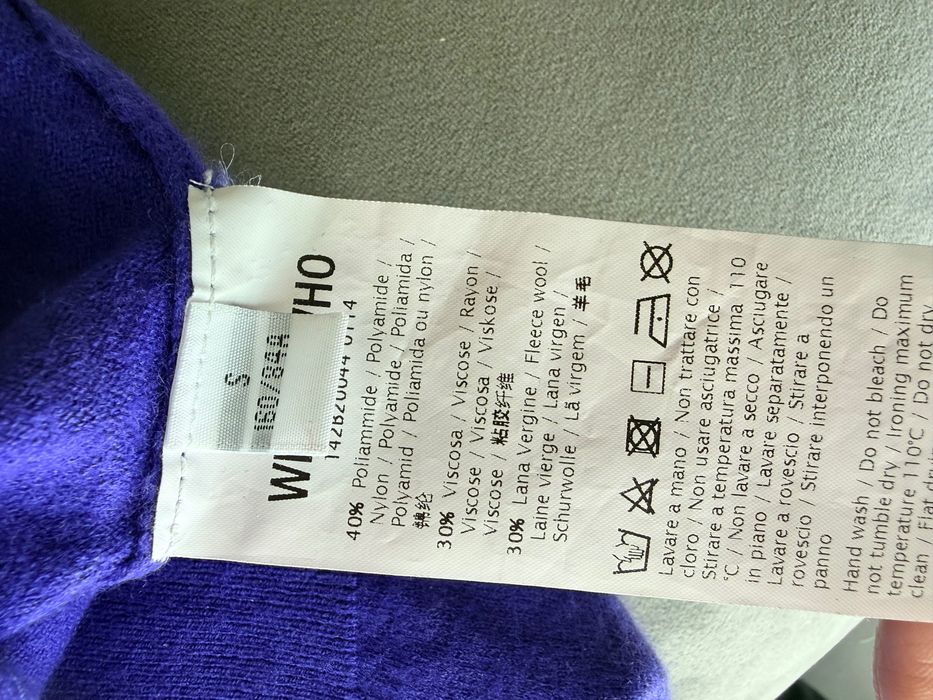 S
160/84A
40% Poliammide / Polyamide /
Nylon / Polyamide / Poliamida /
Polyamid / Poliamida ou nylon /
锦纶
30% Viscosa / Viscose / Rayon /
Viscose / Viscosa / Viskose /
Viscose / 粘胶纤维
30% Lana Vergine / Fleece wool /
Laine vierge / Lana virgen /
Schurwolle / Lã virgem / 羊毛
Lavare a mano / Non trattare con
cloro / Non usare asciugatrice /
Stirare a temperatura massima 110
°C / Non lavare a secco / Asciugare
in piano / Lavare separatamente /
Lavare a rovescio / Stirare a
rovescio / Stirare interponendo un
panno
Hand wash / Do not bleach / Do
not tumble dry / Ironing maximum
temperature 110°C / Do not dry
clean / Flat